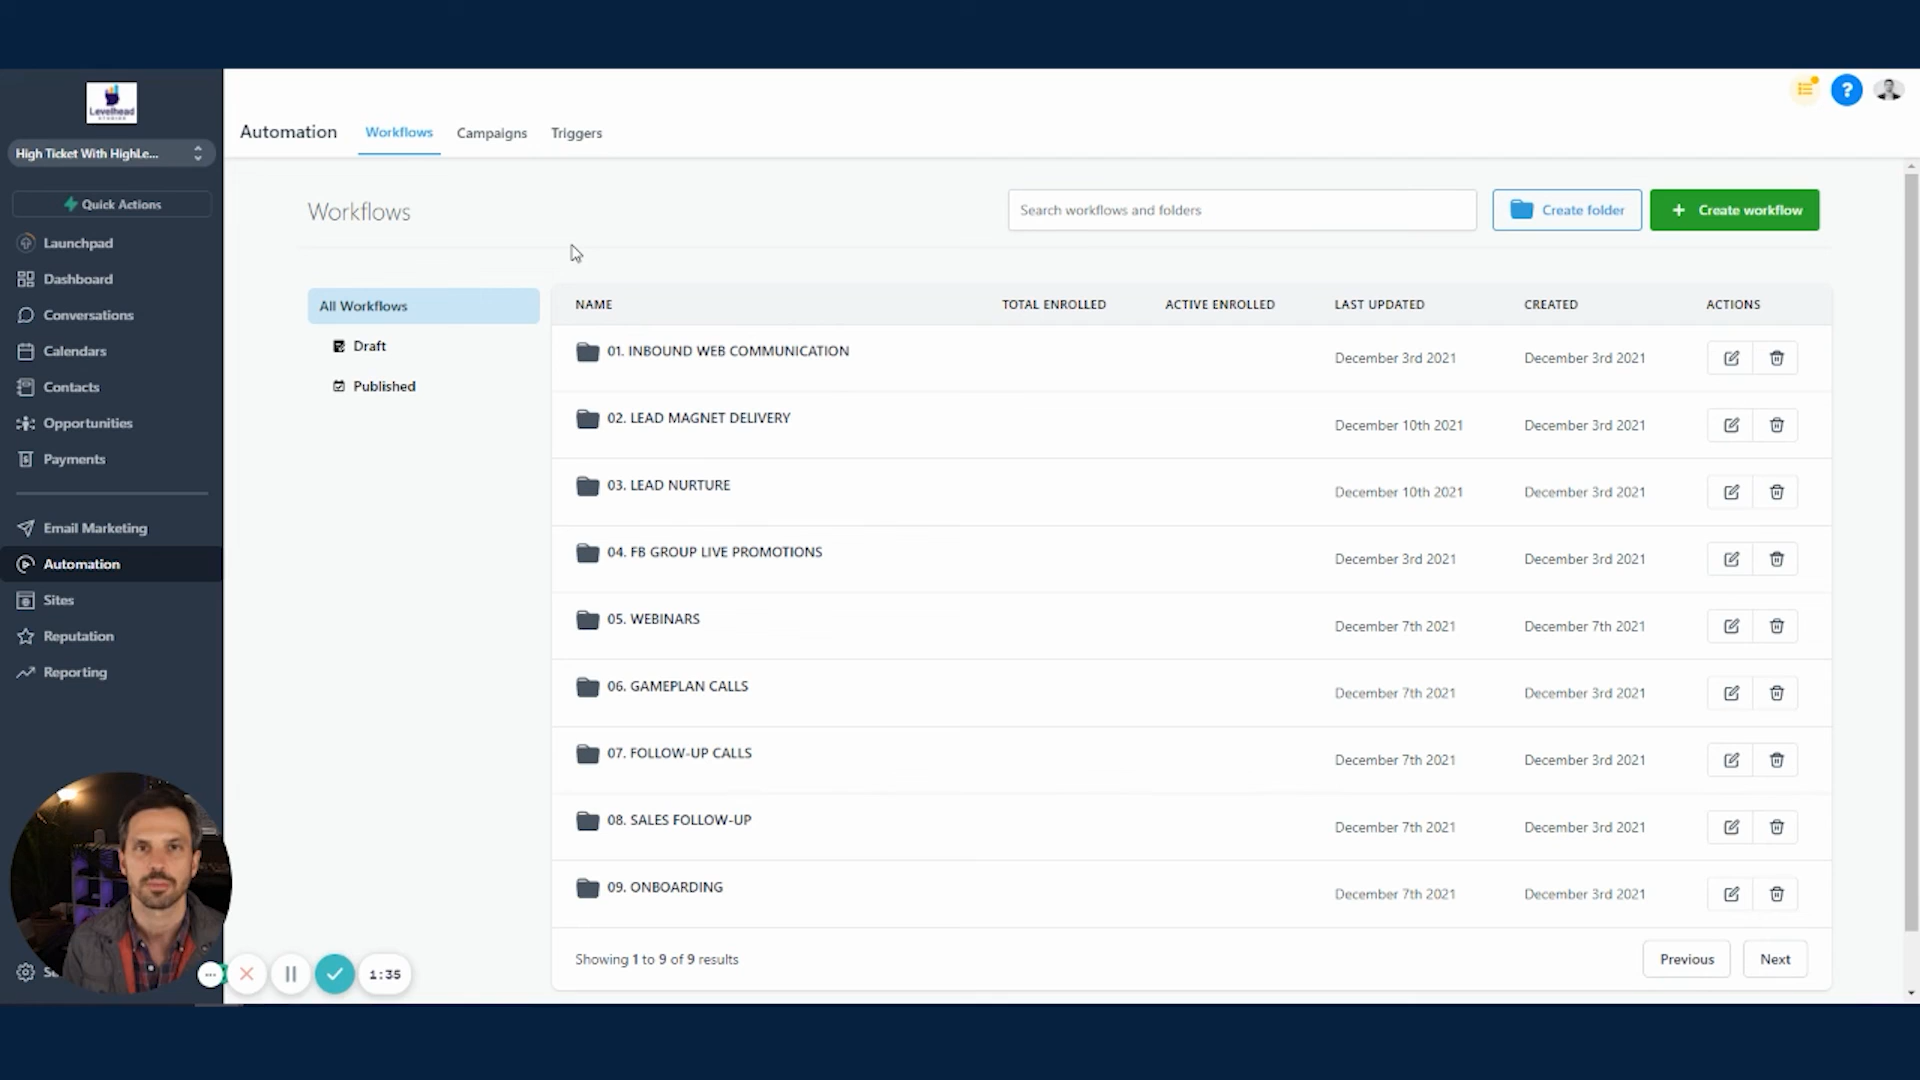 Levelhead
STUDIOS
High Ticket With HighLe...
Quick Actions
Launchpad
Dashboard
Conversations
Calendars
Contacts
Opportunities
Payments
Email Marketing
Automation
Sites
Reputation
Reporting
1:35
Automation
Workflows
Campaigns
Triggers
?
Workflows
Search workflows and folders
Create folder
+ Create workflow
All Workflows
Draft
Published
NAME TOTAL ENROLLED ACTIVE ENROLLED LAST UPDATED CREATED ACTIONS
01. INBOUND WEB COMMUNICATION December 3rd 2021 December 3rd 2021
02. LEAD MAGNET DELIVERY December 10th 2021 December 3rd 2021
03. LEAD NURTURE December 10th 2021 December 3rd 2021
04. FB GROUP LIVE PROMOTIONS December 3rd 2021 December 3rd 2021
05. WEBINARS December 7th 2021 December 7th 2021
06. GAMEPLAN CALLS December 7th 2021 December 3rd 2021
07. FOLLOW-UP CALLS December 7th 2021 December 3rd 2021
08. SALES FOLLOW-UP December 7th 2021 December 3rd 2021
09. ONBOARDING December 7th 2021 December 3rd 2021
Showing 1 to 9 of 9 results
Previous
Next